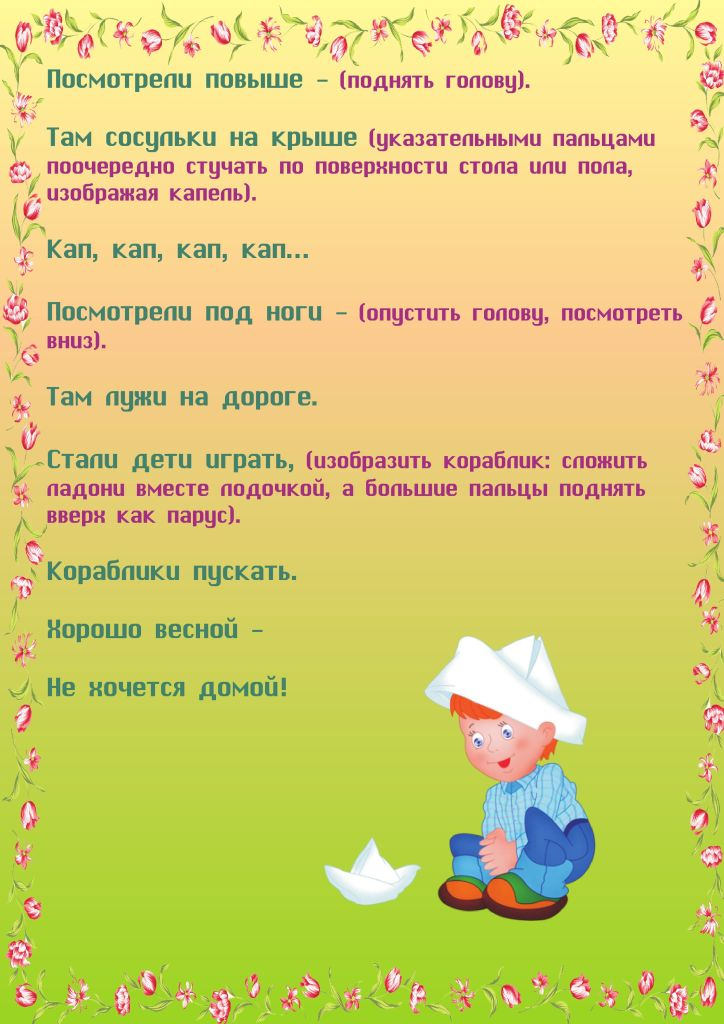 Посмотрели повыше – (поднять голову).
Там сосульки на крыше (указательными пальцами
поочередно стучать по поверхности стола или пола,
изображая капель).
Кап, кап, кап, кап...
Посмотрели под ноги – (опустить голову, посмотреть
вниз).
Там лужи на дороге.
Стали дети играть, (изобразить кораблик: сложить
ладони вместе лодочкой, а большие пальцы поднять
вверх как парус).
Кораблики пускать.
Хорошо весной –
Не хочется домой!